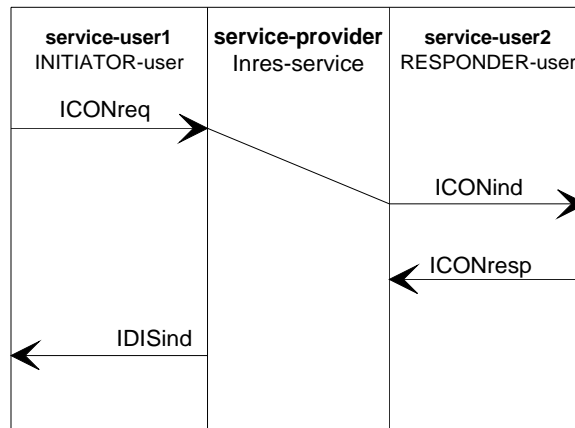 service-user1
INITIATOR-user
service-provider
Inres-service
service-user2
RESPONDER-user
ICONreq
ICONind
ICONresp
IDISind